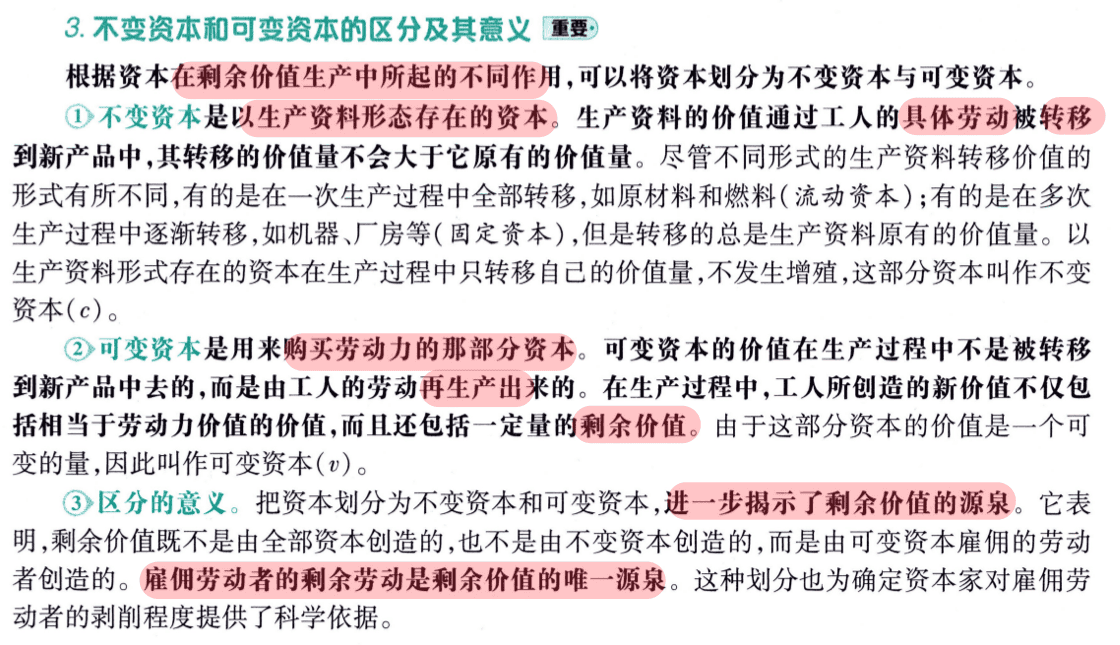 3. 不变资本和可变资本的区分及其意义 重要
根据资本在剩余价值生产中所起的不同作用,可以将资本划分为不变资本与可变资本。
①不变资本是以生产资料形态存在的资本。生产资料的价值通过工人的具体劳动被转移
到新产品中,其转移的价值量不会大于它原有的价值量。尽管不同形式的生产资料转移价值的
形式有所不同,有的是在一次生产过程中全部转移,如原材料和燃料(流动资本);有的是在多次
生产过程中逐渐转移,如机器、厂房等(固定资本),但是转移的总是生产资料原有的价值量。以
生产资料形式存在的资本在生产过程中只转移自己的价值量,不发生增殖,这部分资本叫作不变
资本(c)。
②可变资本是用来购买劳动力的那部分资本。可变资本的价值在生产过程中不是被转移
到新产品中去的,而是由工人的劳动再生产出来的。在生产过程中,工人所创造的新价值不仅包
括相当于劳动力价值的价值,而且还包括一定量的剩余价值。由于这部分资本的价值是一个可
变的量,因此叫作可变资本(v)。
③区分的意义。把资本划分为不变资本和可变资本,进一步揭示了剩余价值的源泉。它表
明,剩余价值既不是由全部资本创造的,也不是由不变资本创造的,而是由可变资本雇佣的劳动
者创造的。雇佣劳动者的剩余劳动是剩余价值的唯一源泉。这种划分也为确定资本家对雇佣劳
动者的剥削程度提供了科学依据。